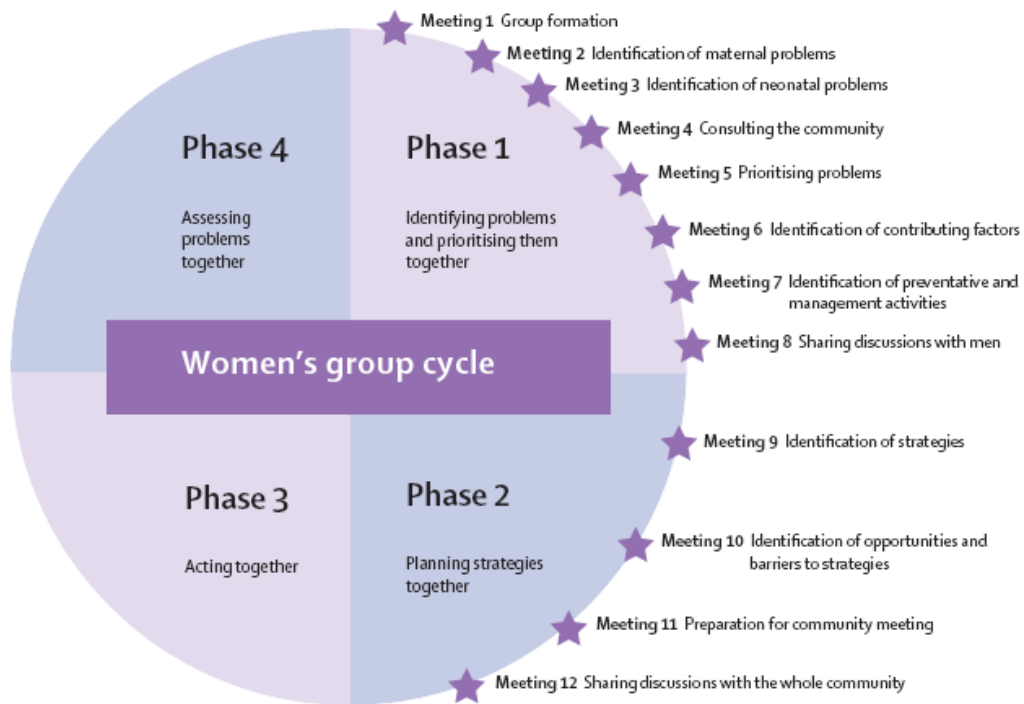 Meeting 1 Group formation
Meeting 2 Identification of maternal problems
Meeting 3 Identification of neonatal problems
Meeting 4 Consulting the community
Meeting 5 Prioritising problems
Meeting 6 Identification of contributing factors
Meeting 7 Identification of preventative and
management activities
Meeting 8 Sharing discussions with men
Meeting 9 Identification of strategies
Meeting 10 Identification of opportunities and
barriers to strategies
Meeting 11 Preparation for community meeting
Meeting 12 Sharing discussions with the whole community
Phase 4
Assessing
problems
together
Phase 1
Identifying problems
and prioritising them
together
Women’s group cycle
Phase 3
Acting together
Phase 2
Planning strategies
together